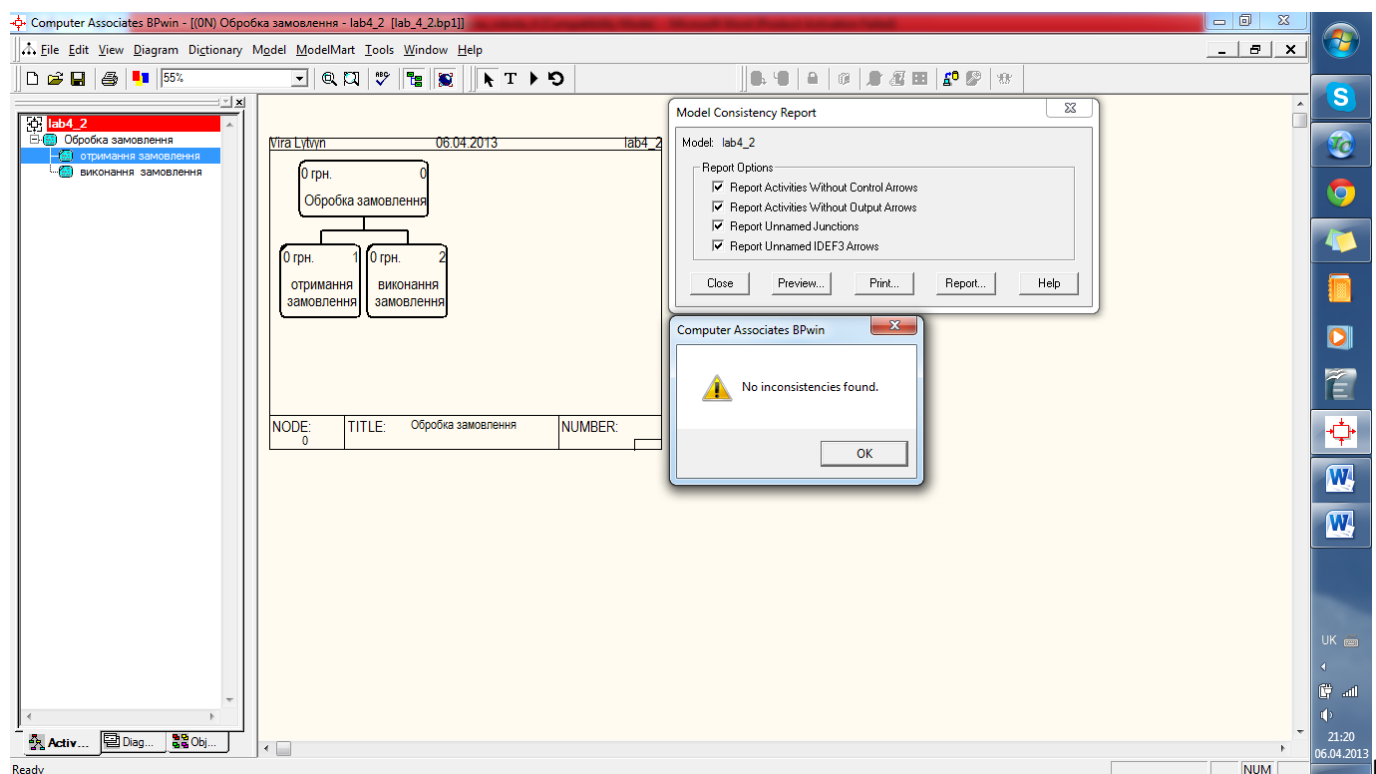 Computer Associates BPwin - [(0N) Обробка замовлення - lab4_2 [lab_4_2.bp1]]
File Edit View Diagram Dictionary Model ModelMart Tools Window Help
55%
T
lab4_2
Обробка замовлення
отримання замовлення
виконання замовлення
Activ... Diag... Obj...
Vira Lytvyn 06.04.2013 lab4_2
0 грн. 0
Обробка замовлення
0 грн. 1
отримання
замовлення
0 грн. 2
виконання
замовлення
NODE: TITLE: Обробка замовлення NUMBER:
0
Model Consistency Report
Model: lab4_2
Report Options
Report Activities Without Control Arrows
Report Activities Without Output Arrows
Report Unnamed Junctions
Report Unnamed IDEF3 Arrows
Close Preview... Print... Report... Help
Computer Associates BPwin
No inconsistencies found.
OK
UK
21:20
06.04.2013
Ready NUM